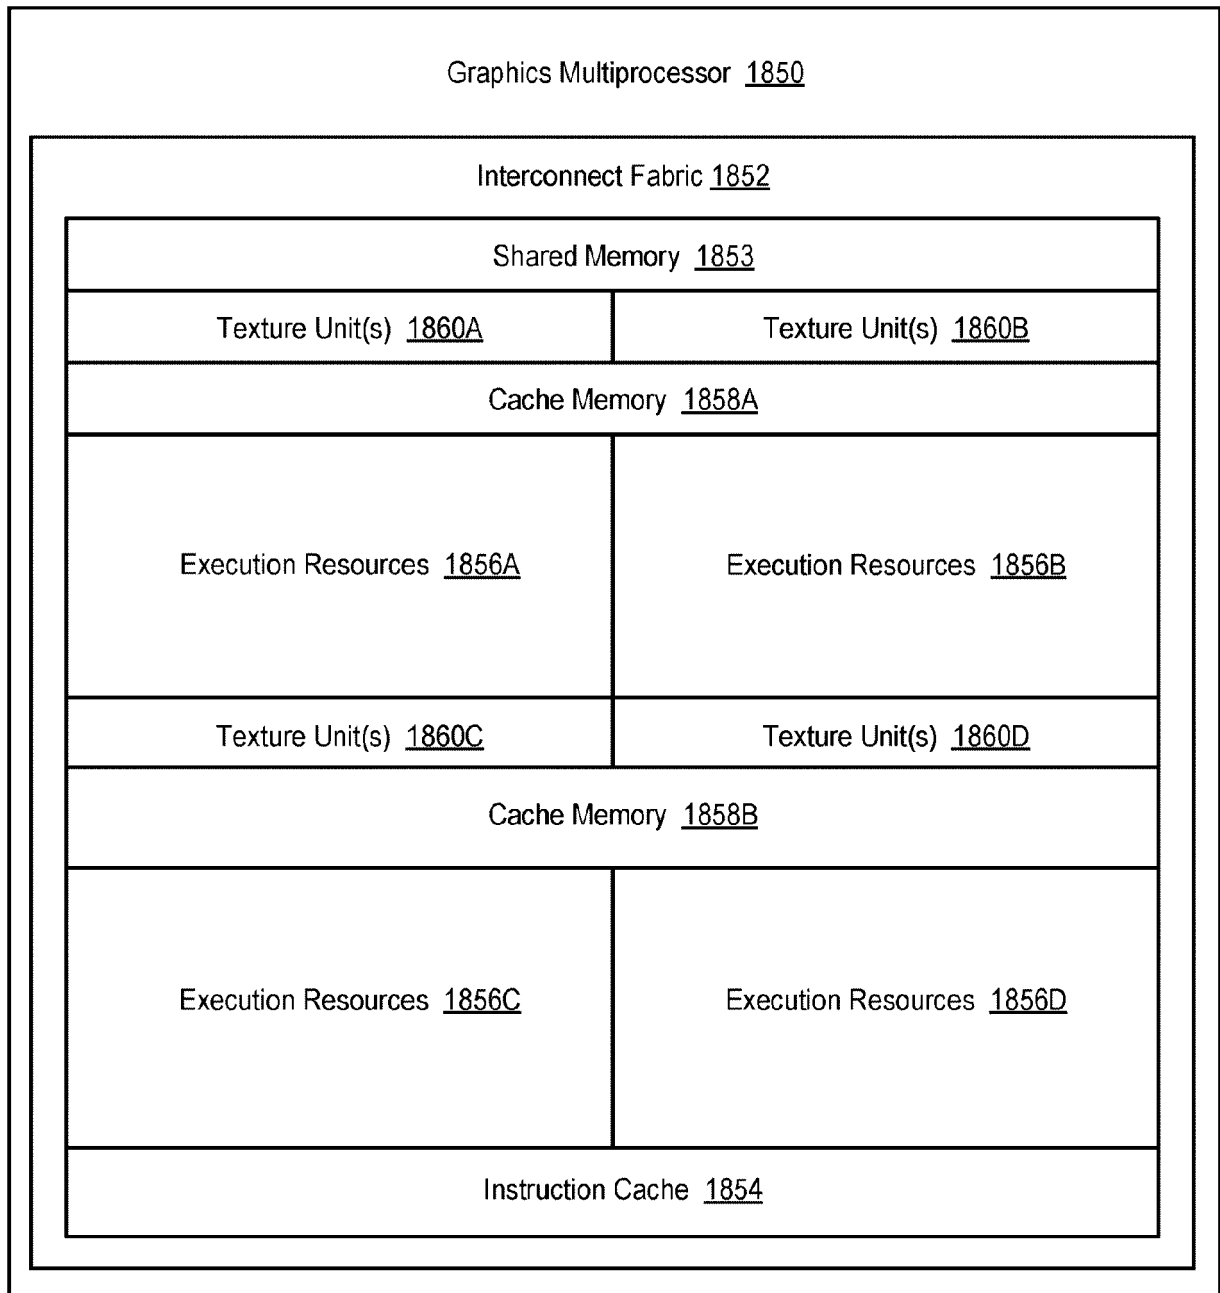 Graphics Multiprocessor 1850
Interconnect Fabric 1852
Shared Memory 1853
Texture Unit(s) 1860A
Texture Unit(s) 1860B
Cache Memory 1858A
Execution Resources 1856A
Execution Resources 1856B
Texture Unit(s) 1860C
Texture Unit(s) 1860D
Cache Memory 1858B
Execution Resources 1856C
Execution Resources 1856D
Instruction Cache 1854